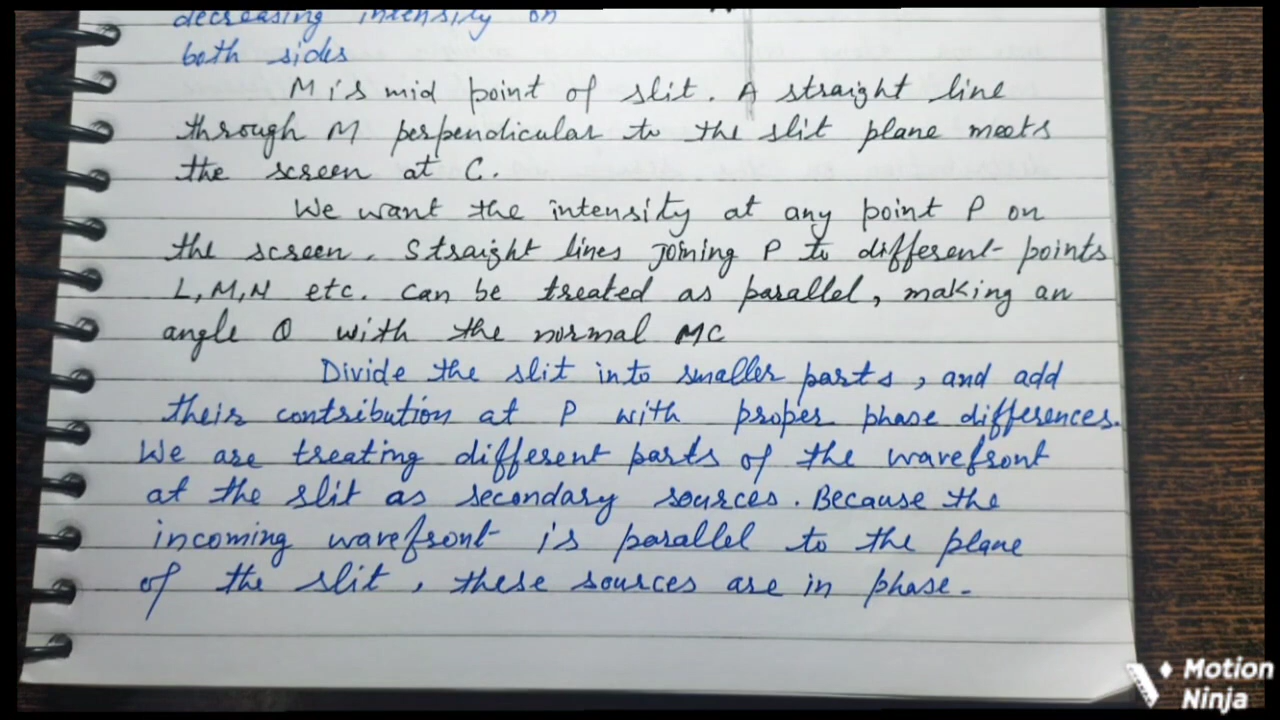 decreasing intensity on
both sides
M is mid point of slit. A straight line
through M perpendicular to the slit plane meets
the screen at C.
We want the intensity at any point P on
the screen. Straight lines joining P to different points
L, M, N etc. can be treated as parallel, making an
angle θ with the normal MC
Divide the slit into smaller parts, and add
their contribution at P with proper phase differences.
We are treating different parts of the wavefront
at the slit as secondary sources. Because the
incoming wavefront is parallel to the plane
of the slit, these sources are in phase.
Motion
Ninja